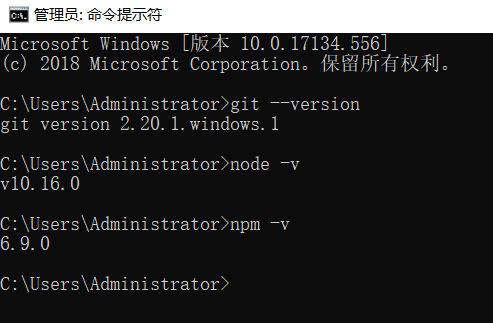 管理员: 命令提示符
Microsoft Windows [版本 10.0.17134.556]
(c) 2018 Microsoft Corporation。保留所有权利。
C:\Users\Administrator>git --version
git version 2.20.1.windows.1
C:\Users\Administrator>node -v
v10.16.0
C:\Users\Administrator>npm -v
6.9.0
C:\Users\Administrator>